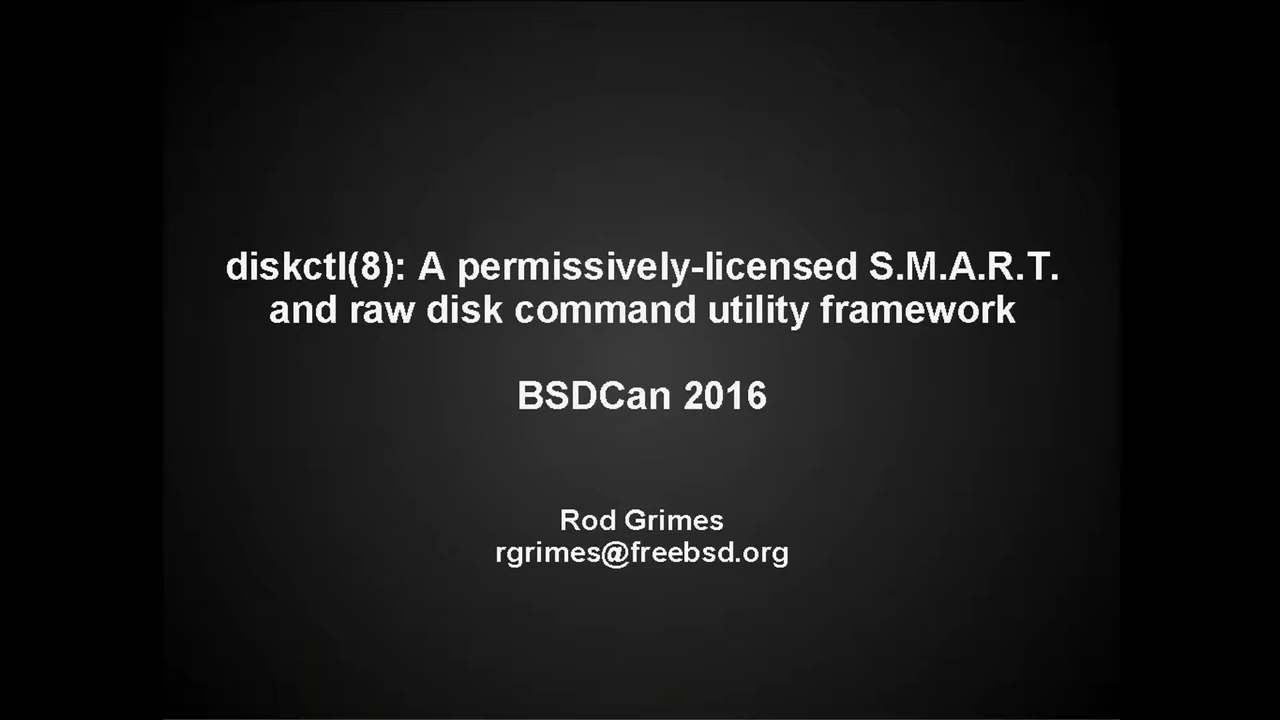 diskctl(8): A permissively-licensed S.M.A.R.T.
and raw disk command utility framework
BSDCan 2016
Rod Grimes
rgrimes@freebsd.org